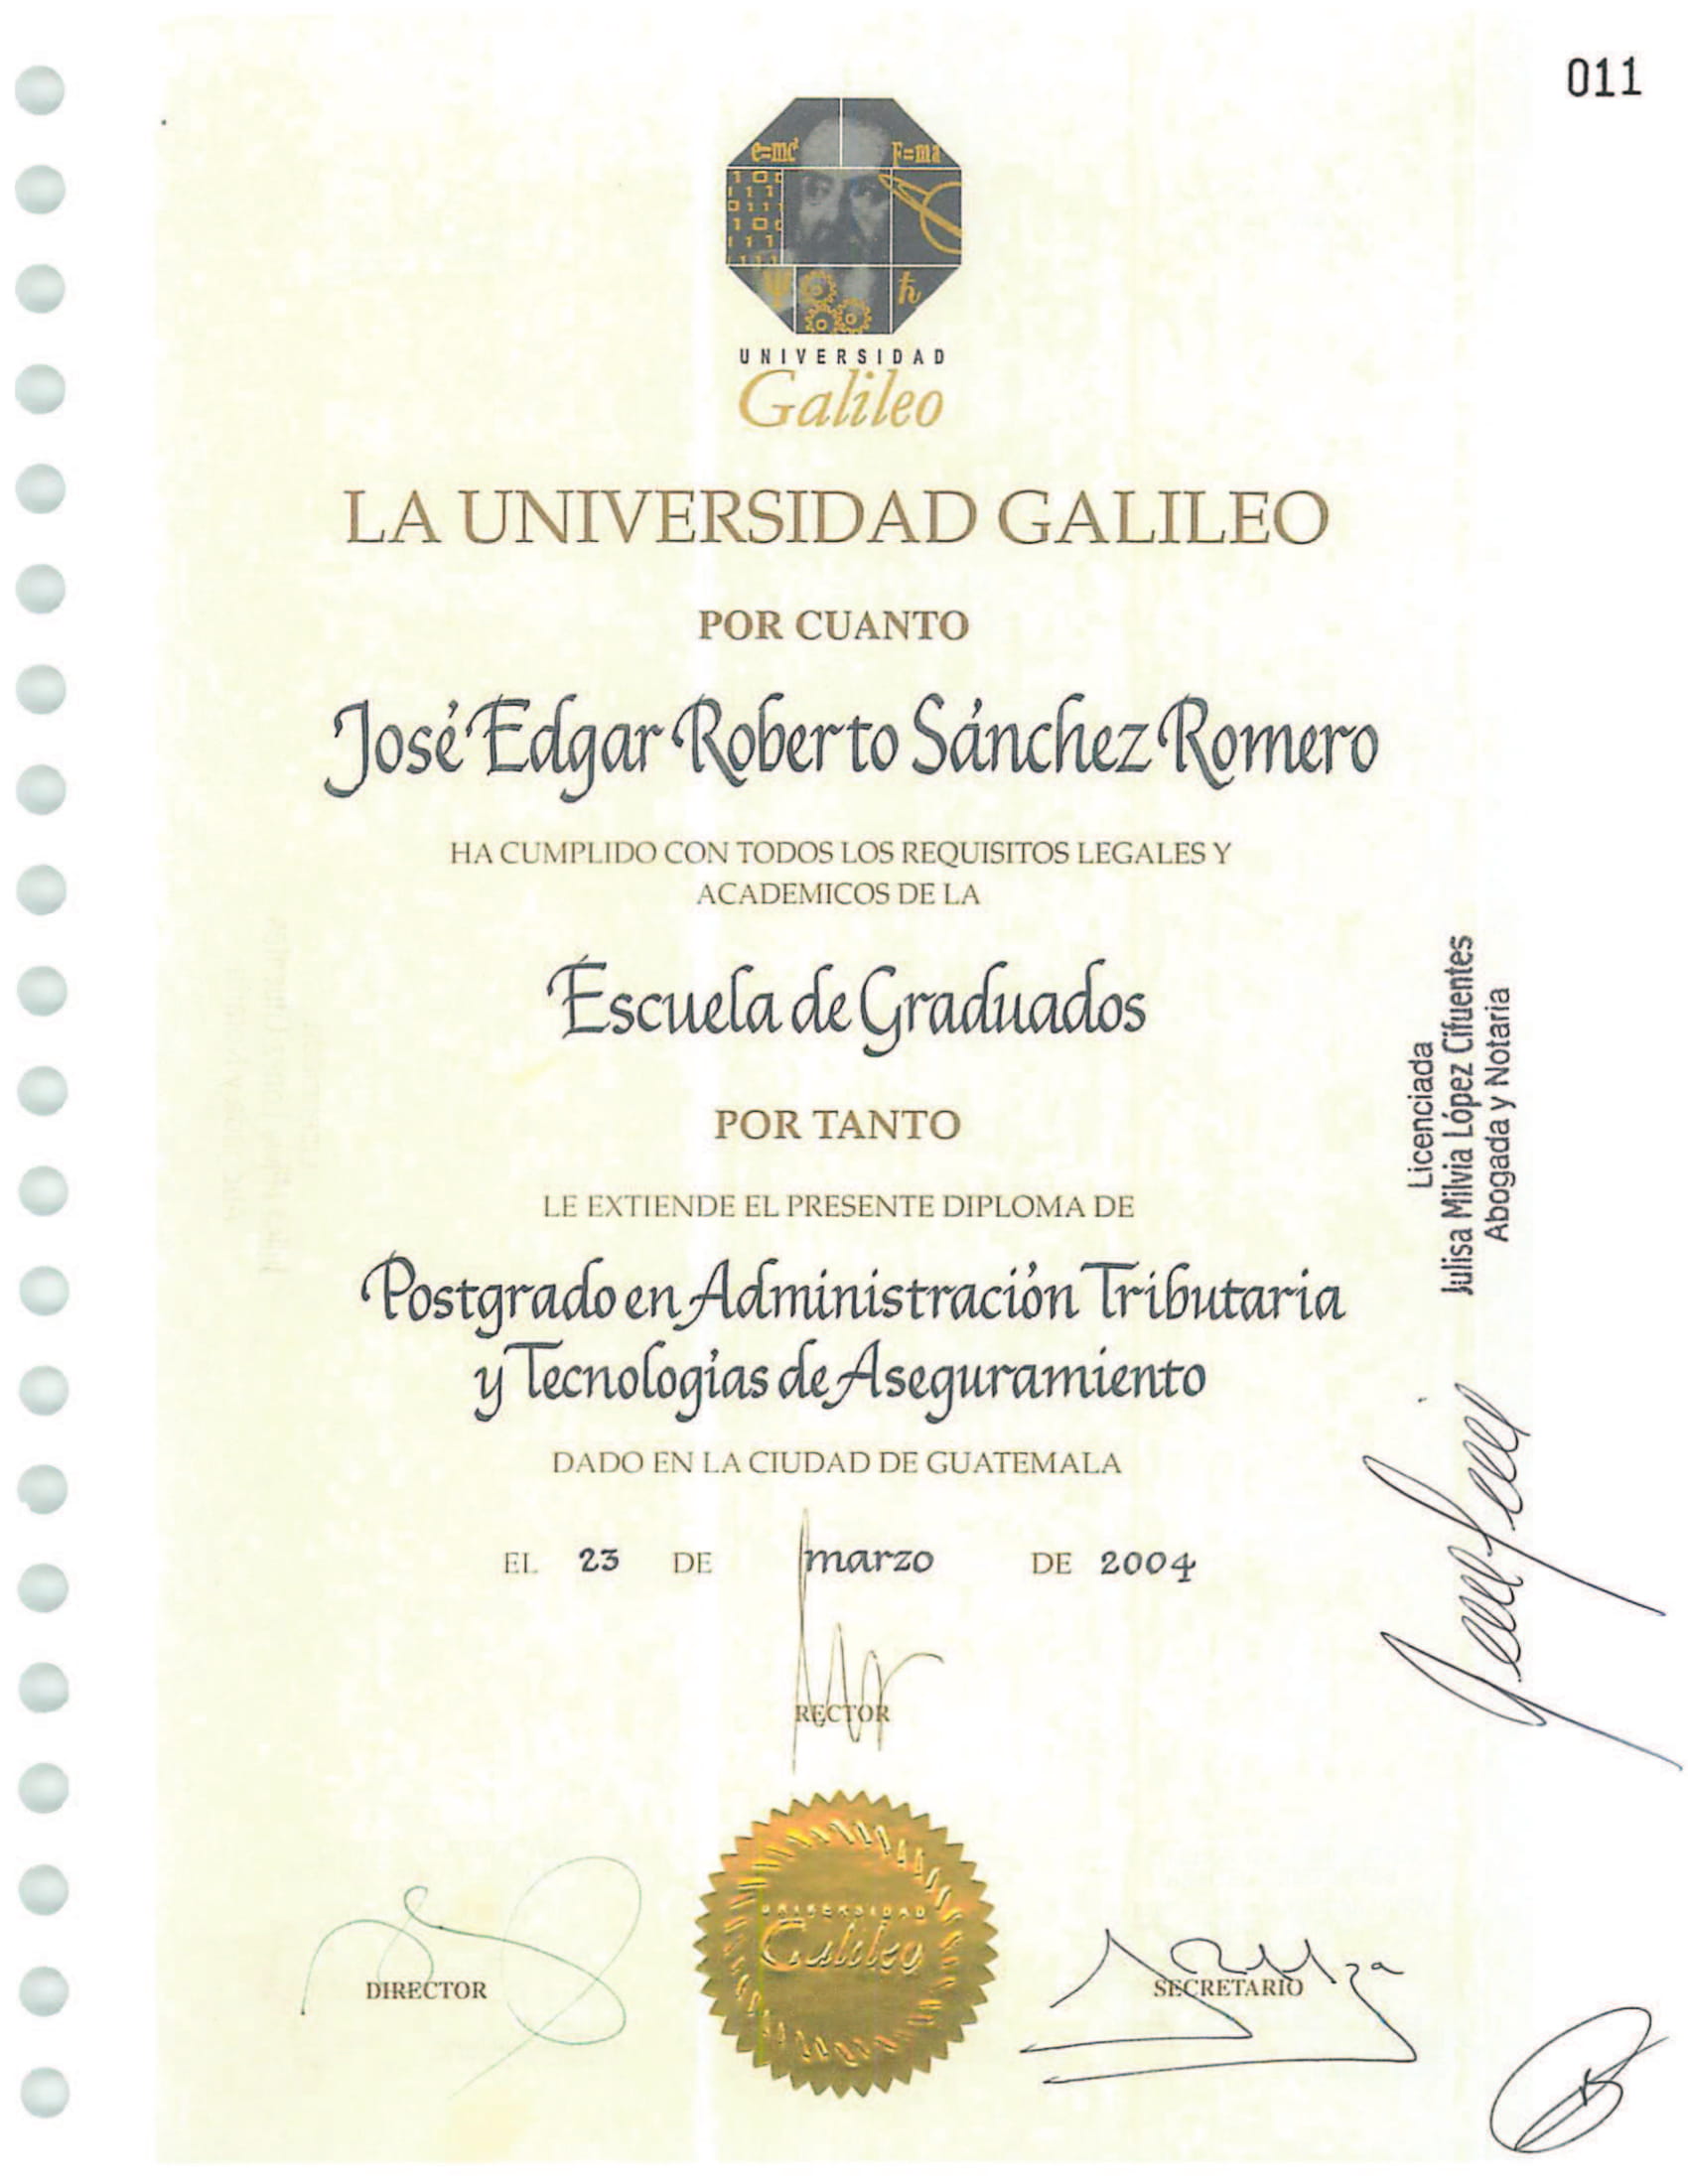 011
e=mc²
F=ma
ħ
UNIVERSIDAD
Galileo
LA UNIVERSIDAD GALILEO
POR CUANTO
José Edgar Roberto Sánchez Romero
HA CUMPLIDO CON TODOS LOS REQUISITOS LEGALES Y
ACADEMICOS DE LA
Escuela de Graduados
POR TANTO
LE EXTIENDE EL PRESENTE DIPLOMA DE
Postgrado en Administración Tributaria
y Tecnologías de Aseguramiento
DADO EN LA CIUDAD DE GUATEMALA
EL 23 DE marzo DE 2004
RECTOR
DIRECTOR
UNIVERSIDAD
Galileo
SECRETARIO
Licenciada
Julisa Milvia López Cifuentes
Abogada y Notaria